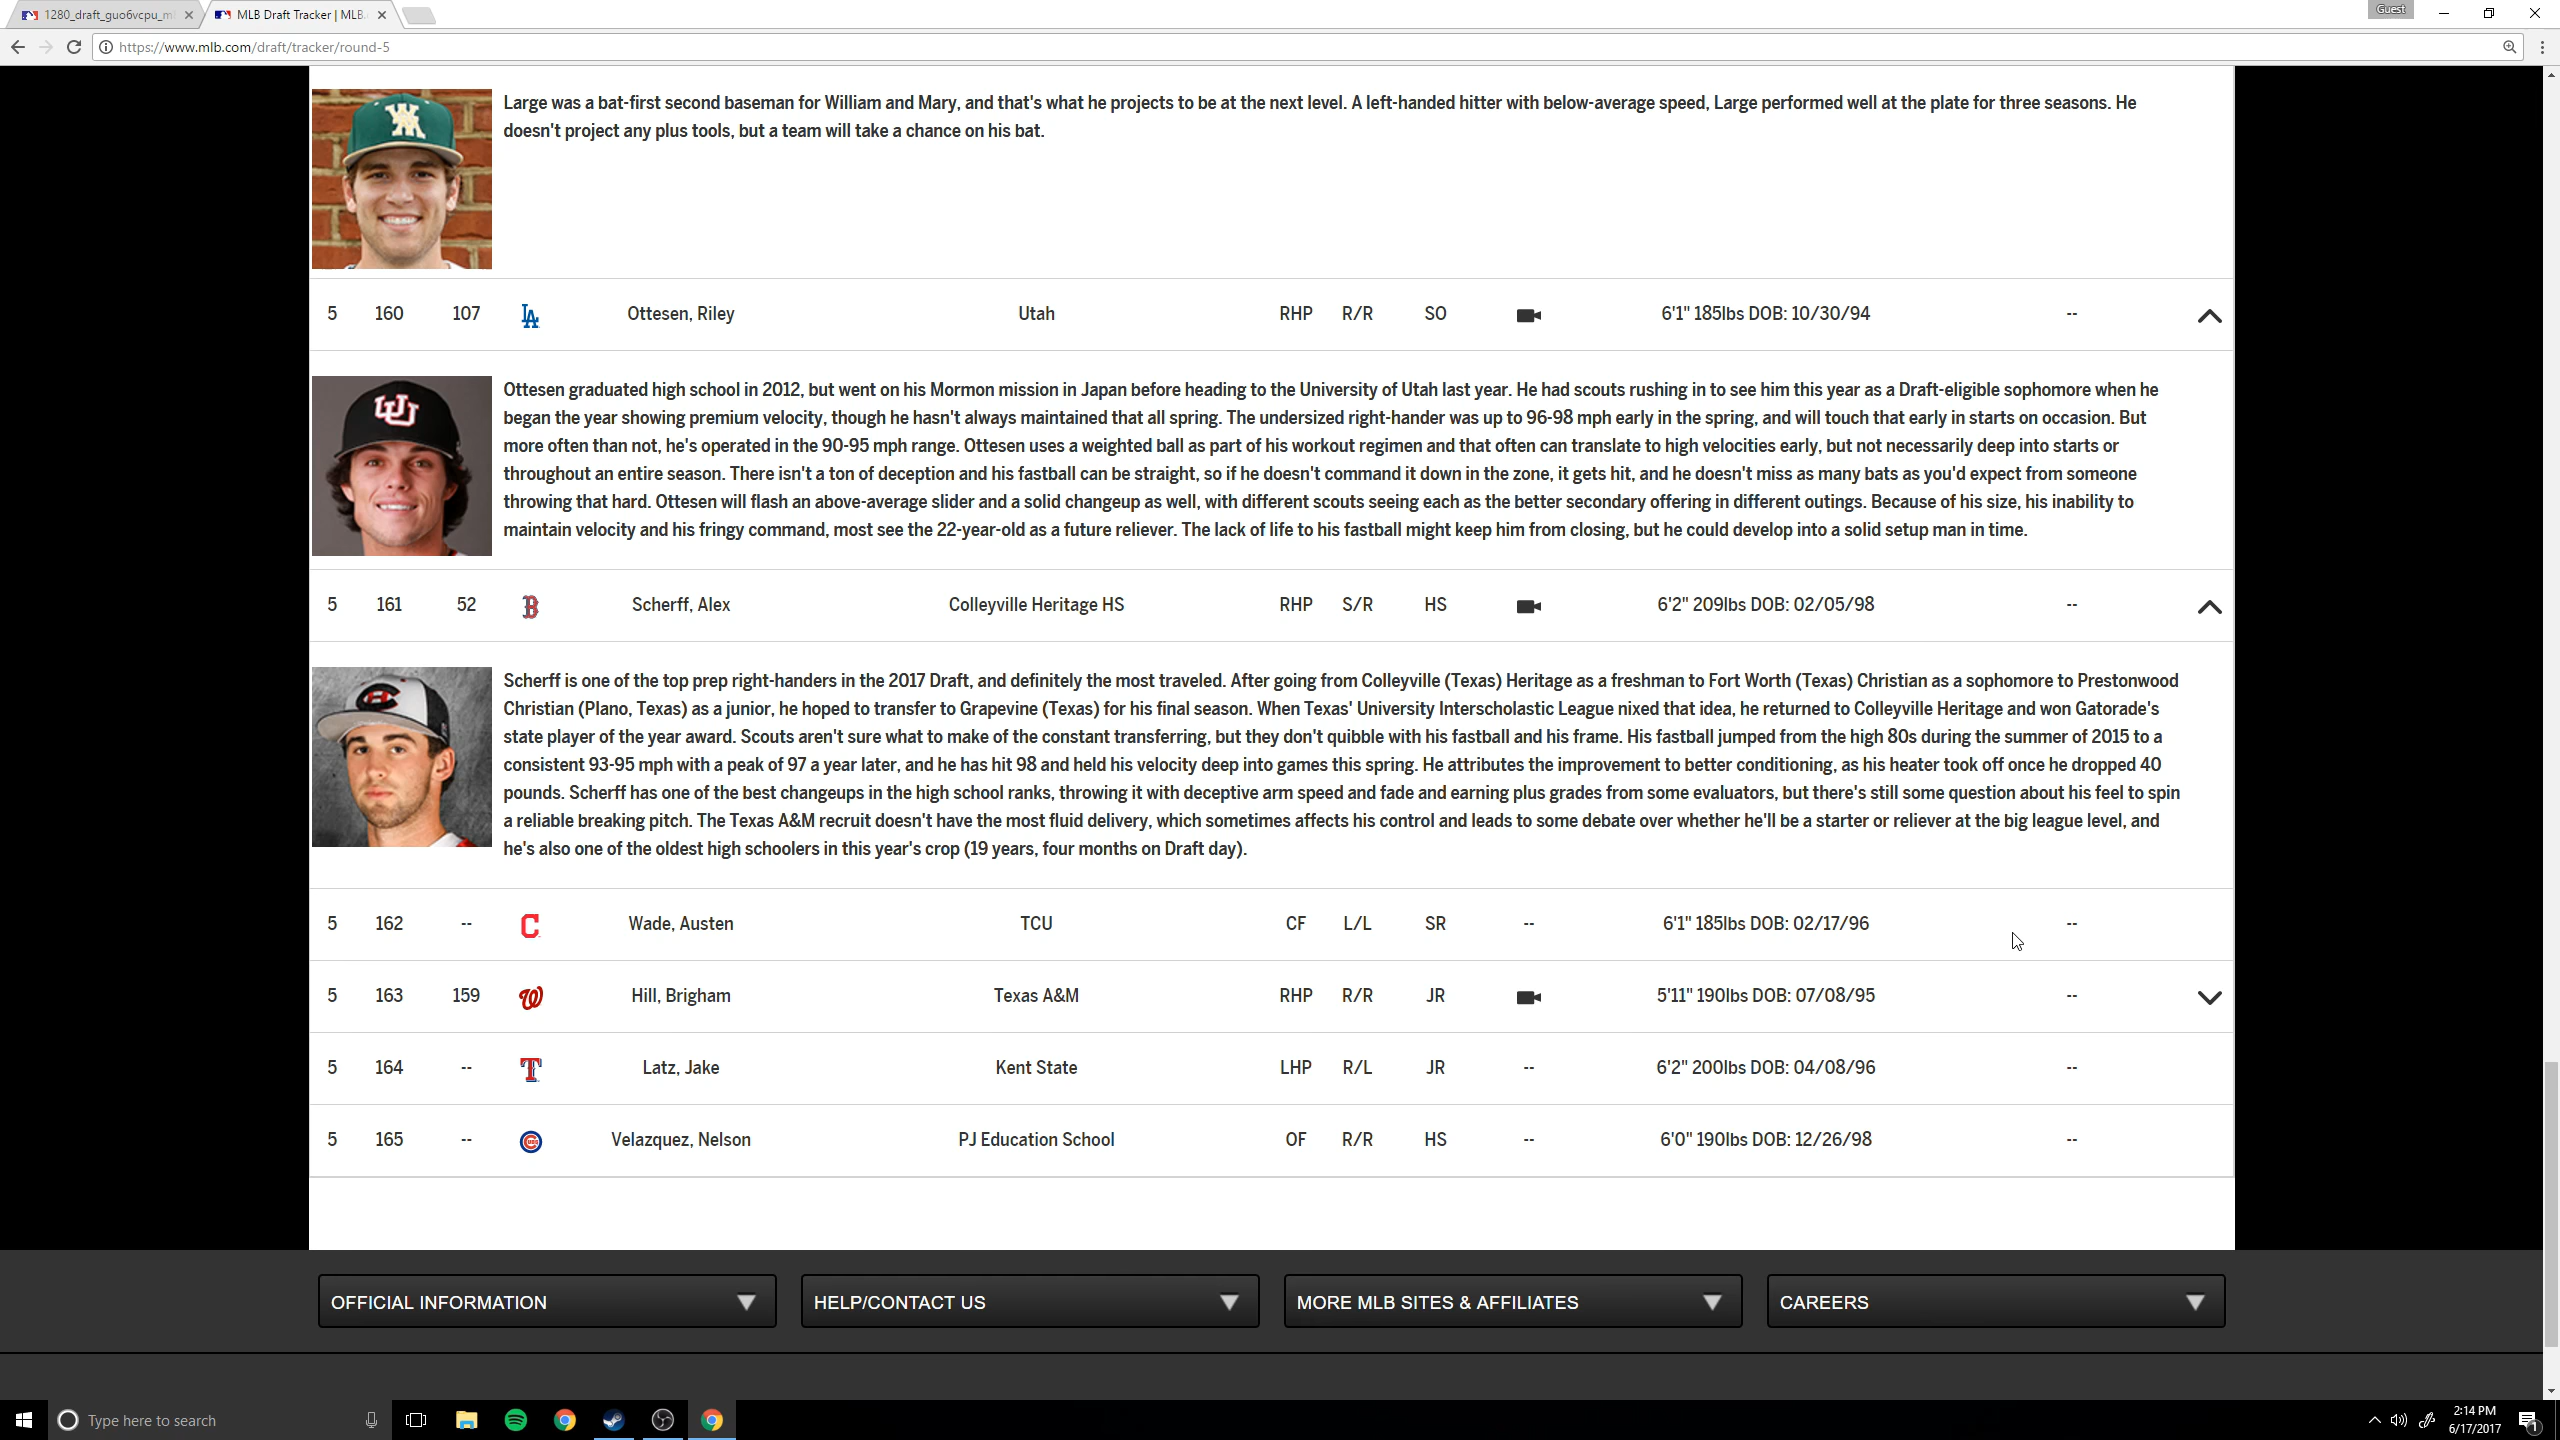 1280_draft_guo6vcpu_ml
MLB Draft Tracker | MLB.
Guest
https://www.mlb.com/draft/tracker/round-5
Large was a bat-first second baseman for William and Mary, and that's what he projects to be at the next level. A left-handed hitter with below-average speed, Large performed well at the plate for three seasons. He
doesn't project any plus tools, but a team will take a chance on his bat.
5 160 107 LA Ottesen, Riley Utah RHP R/R SO 6'1" 185lbs DOB: 10/30/94 --
Ottesen graduated high school in 2012, but went on his Mormon mission in Japan before heading to the University of Utah last year. He had scouts rushing in to see him this year as a Draft-eligible sophomore when he
began the year showing premium velocity, though he hasn't always maintained that all spring. The undersized right-hander was up to 96-98 mph early in the spring, and will touch that early in starts on occasion. But
more often than not, he's operated in the 90-95 mph range. Ottesen uses a weighted ball as part of his workout regimen and that often can translate to high velocities early, but not necessarily deep into starts or
throughout an entire season. There isn't a ton of deception and his fastball can be straight, so if he doesn't command it down in the zone, it gets hit, and he doesn't miss as many bats as you'd expect from someone
throwing that hard. Ottesen will flash an above-average slider and a solid changeup as well, with different scouts seeing each as the better secondary offering in different outings. Because of his size, his inability to
maintain velocity and his fringy command, most see the 22-year-old as a future reliever. The lack of life to his fastball might keep him from closing, but he could develop into a solid setup man in time.
5 161 52 B Scherff, Alex Colleyville Heritage HS RHP S/R HS 6'2" 209lbs DOB: 02/05/98 --
Scherff is one of the top prep right-handers in the 2017 Draft, and definitely the most traveled. After going from Colleyville (Texas) Heritage as a freshman to Fort Worth (Texas) Christian as a sophomore to Prestonwood
Christian (Plano, Texas) as a junior, he hoped to transfer to Grapevine (Texas) for his final season. When Texas' University Interscholastic League nixed that idea, he returned to Colleyville Heritage and won Gatorade's
state player of the year award. Scouts aren't sure what to make of the constant transferring, but they don't quibble with his fastball and his frame. His fastball jumped from the high 80s during the summer of 2015 to a
consistent 93-95 mph with a peak of 97 a year later, and he has hit 98 and held his velocity deep into games this spring. He attributes the improvement to better conditioning, as his heater took off once he dropped 40
pounds. Scherff has one of the best changeups in the high school ranks, throwing it with deceptive arm speed and fade and earning plus grades from some evaluators, but there's still some question about his feel to spin
a reliable breaking pitch. The Texas A&M recruit doesn't have the most fluid delivery, which sometimes affects his control and leads to some debate over whether he'll be a starter or reliever at the big league level, and
he's also one of the oldest high schoolers in this year's crop (19 years, four months on Draft day).
5 162 -- C Wade, Austen TCU CF L/L SR -- 6'1" 185lbs DOB: 02/17/96 --
5 163 159 W Hill, Brigham Texas A&M RHP R/R JR 5'11" 190lbs DOB: 07/08/95 --
5 164 -- T Latz, Jake Kent State LHP R/L JR -- 6'2" 200lbs DOB: 04/08/96 --
5 165 -- CUBS Velazquez, Nelson PJ Education School OF R/R HS -- 6'0" 190lbs DOB: 12/26/98 --
OFFICIAL INFORMATION
HELP/CONTACT US
MORE MLB SITES & AFFILIATES
CAREERS
Type here to search
2:14 PM
6/17/2017
1